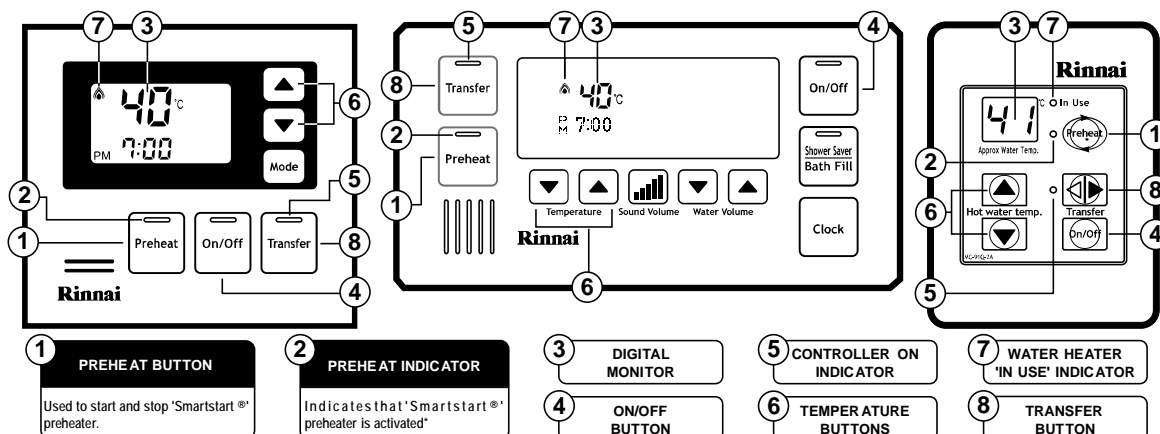 7
3
40 °C
PM 7:00
Mode
6
5
2
1
Preheat
On/Off
Transfer
8
4
Rinnai
5
7
3
4
8
Transfer
40 °C
PM 7:00
On/Off
2
Preheat
Shower Saver
Bath Fill
1
Temperature
Sound Volume
Water Volume
Clock
Rinnai
6
3
7
Rinnai
41 °C
In Use
Preheat
1
Approx Water Temp.
2
8
6
Hot water temp.
Transfer
On/Off
4
MC-91Q-2A
5
1
PREHEAT BUTTON
Used to start and stop 'Smartstart ®'
preheater.
2
PREHEAT INDICATOR
Indicates that 'Smartstart ®'
preheater is activated*
3
DIGITAL
MONITOR
4
ON/OFF
BUTTON
5
CONTROLLER ON
INDICATOR
6
TEMPERATURE
BUTTONS
7
WATER HEATER
'IN USE' INDICATOR
8
TRANSFER
BUTTON